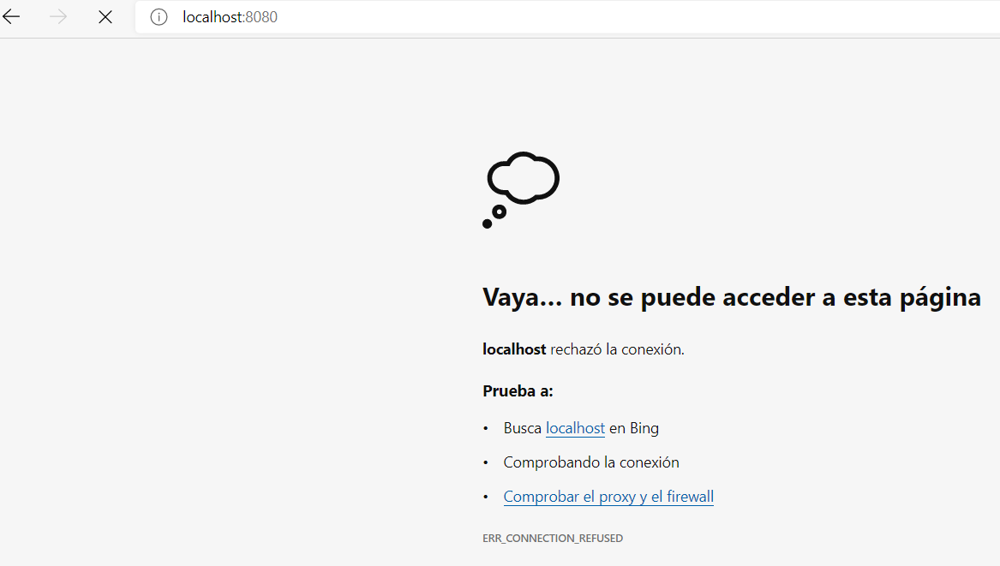 localhost:8080
Vaya... no se puede acceder a esta página
localhost rechazó la conexión.
Prueba a:
• Busca localhost en Bing
• Comprobando la conexión
• Comprobar el proxy y el firewall
ERR_CONNECTION_REFUSED